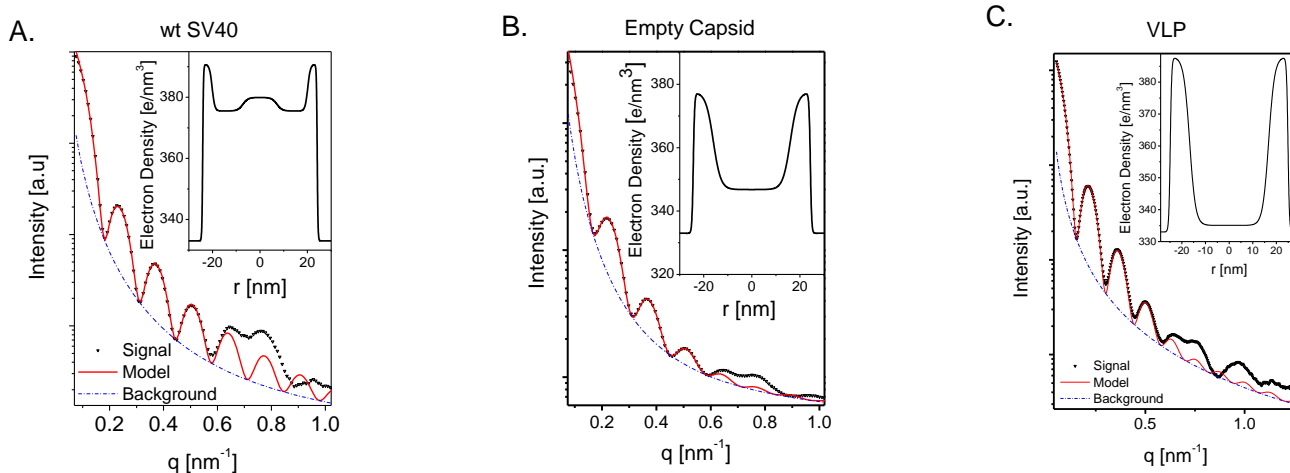 A.
wt SV40
Intensity [a.u]
Electron Density [e/nm³]
380
360
340
-20 0 20
r [nm]
Signal
Model
Background
0.2 0.4 0.6 0.8 1.0
q [nm⁻¹]
B.
Empty Capsid
Intensity [a.u.]
Electron Density [e/nm³]
380
360
340
320
-20 0 20
r [nm]
Signal
Model
Background
0.2 0.4 0.6 0.8 1.0
q [nm⁻¹]
C.
VLP
Intensity [a.u.]
Electron Density [e/nm³]
390
380
370
360
350
340
330
-20 -10 0 10 20
r [nm]
Signal
Model
Background
0.5 1.0
q [nm⁻¹]